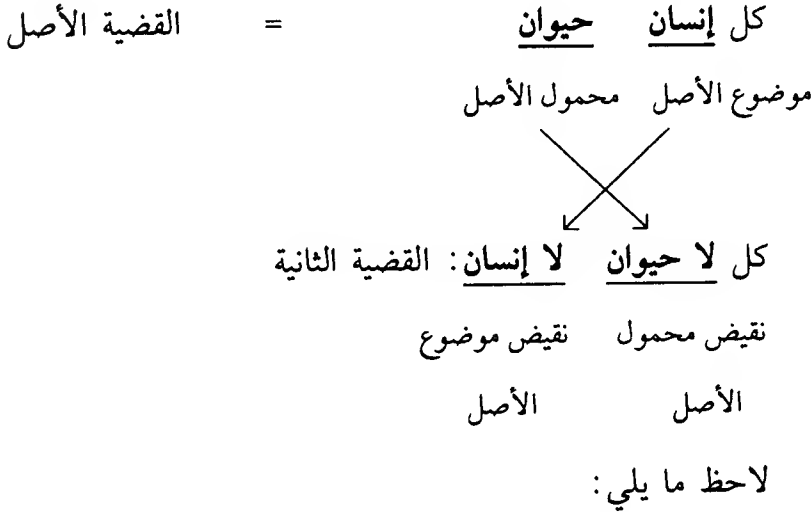 كل إنسان حيوان = القضية الأصل
موضوع الأصل محمول الأصل
كل لا حيوان لا إنسان: القضية الثانية
نقيض محمول نقيض موضوع
الأصل الأصل
لاحظ ما يلي: